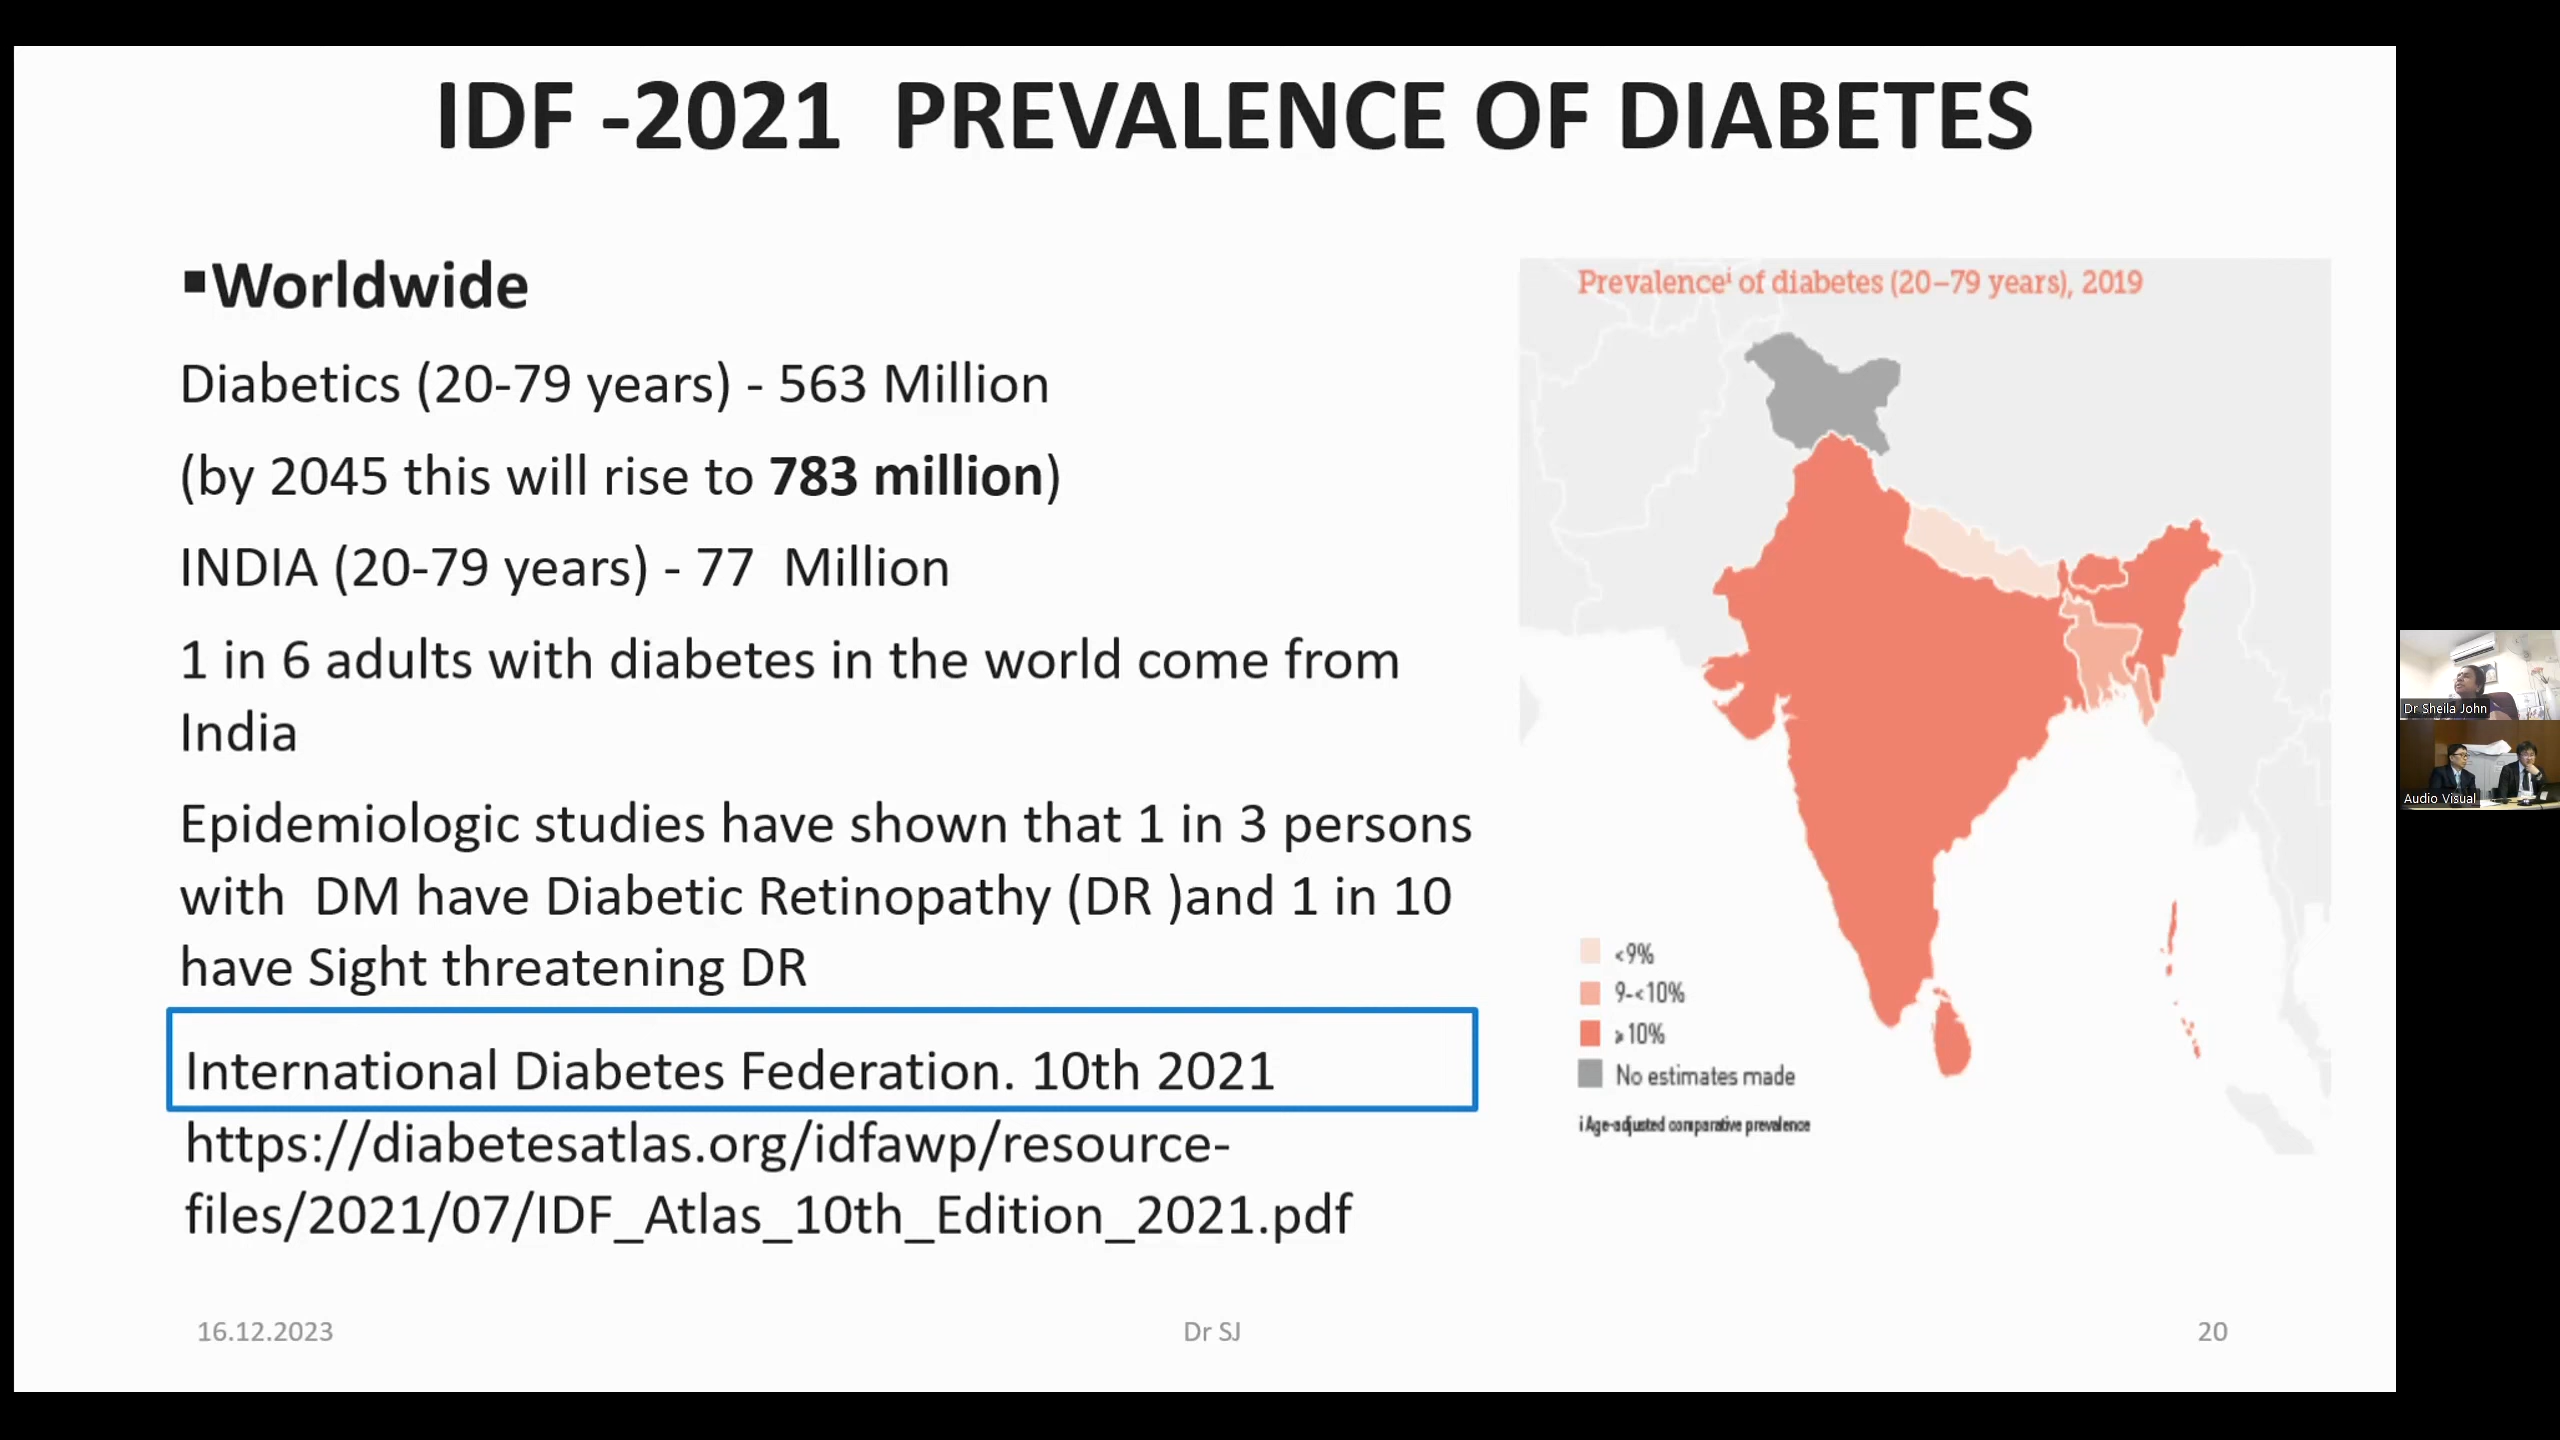 IDF -2021  PREVALENCE OF DIABETES
▪Worldwide
Diabetics (20-79 years) - 563 Million
(by 2045 this will rise to 783 million)
INDIA (20-79 years) - 77  Million
1 in 6 adults with diabetes in the world come from
India
Epidemiologic studies have shown that 1 in 3 persons
with  DM have Diabetic Retinopathy (DR )and 1 in 10
have Sight threatening DR
International Diabetes Federation. 10th 2021
https://diabetesatlas.org/idfawp/resource-
files/2021/07/IDF_Atlas_10th_Edition_2021.pdf
Prevalenceⁱ of diabetes (20–79 years), 2019
<9%
9-<10%
≥10%
No estimates made
i Age-adjusted comparative prevalence
16.12.2023
Dr SJ
20
Dr Sheila John
Audio Visual